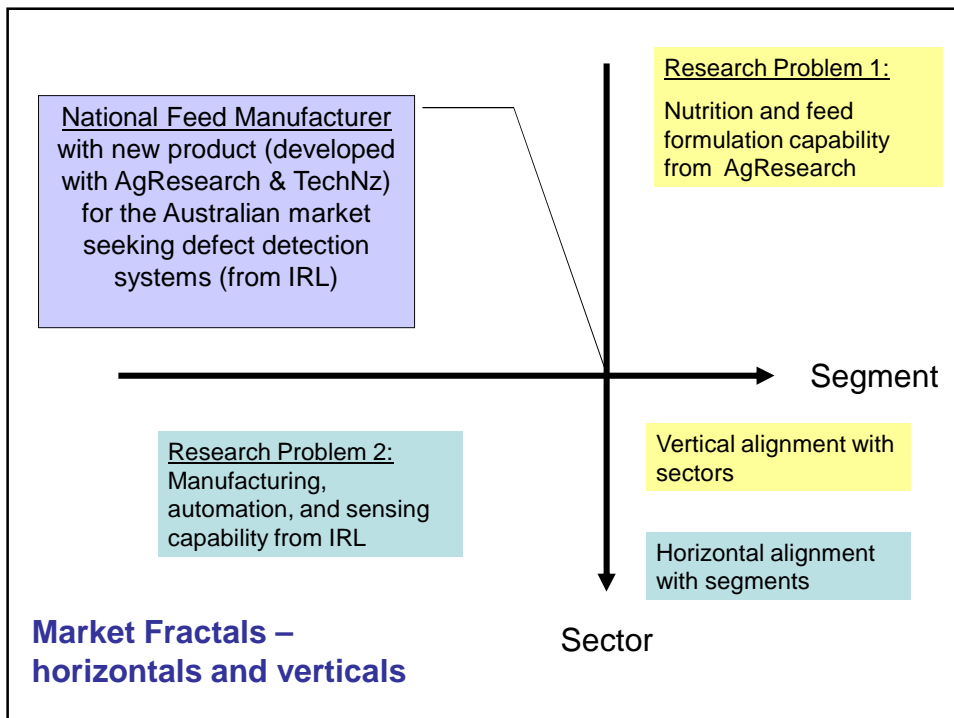 Research Problem 1:
Nutrition and feed
formulation capability
from AgResearch
National Feed Manufacturer
with new product (developed
with AgResearch & TechNz)
for the Australian market
seeking defect detection
systems (from IRL)
Segment
Research Problem 2:
Manufacturing,
automation, and sensing
capability from IRL
Vertical alignment with
sectors
Horizontal alignment
with segments
Sector
Market Fractals –
horizontals and verticals